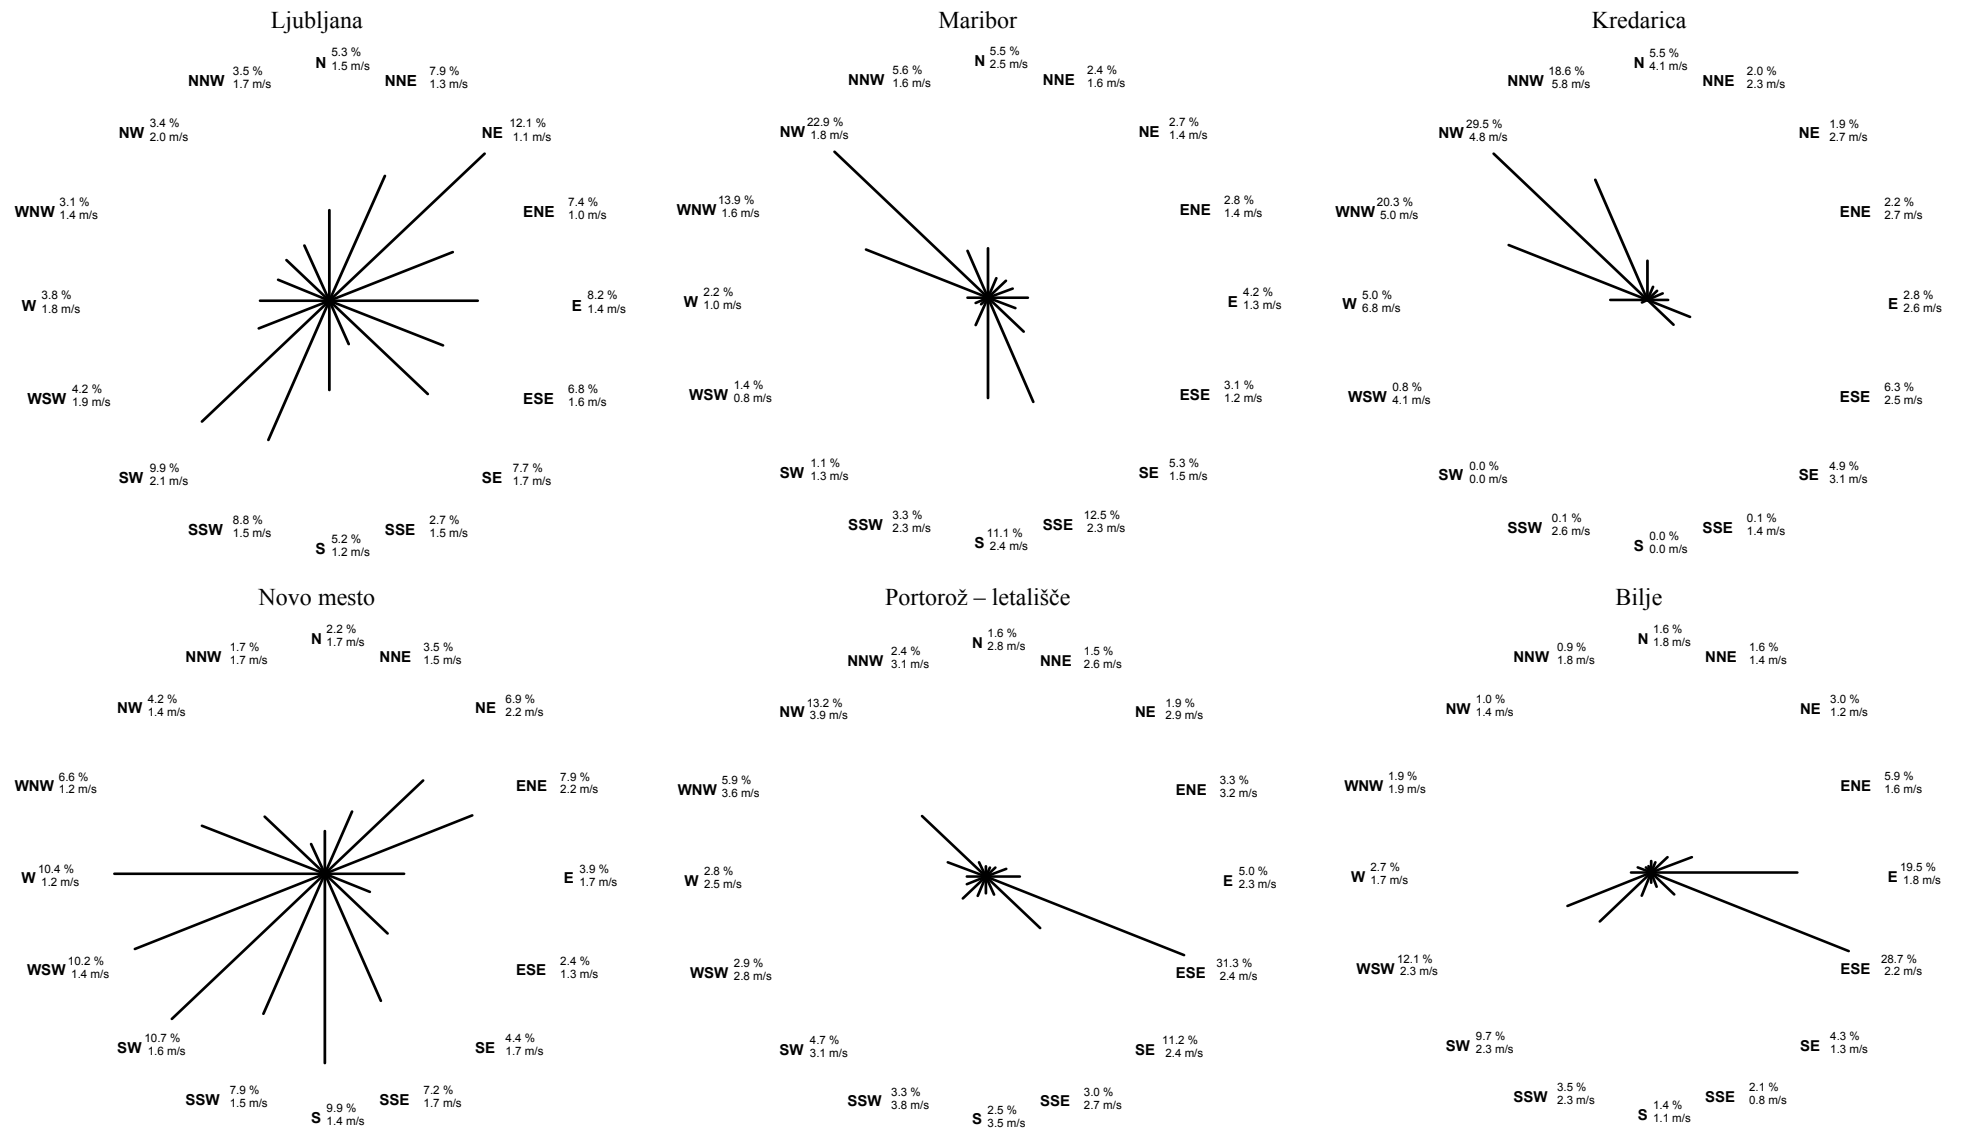 Ljubljana
N 5.3 %
1.5 m/s
NNE 7.9 %
1.3 m/s
NE 12.1 %
1.1 m/s
ENE 7.4 %
1.0 m/s
E 8.2 %
1.4 m/s
ESE 6.8 %
1.6 m/s
SE 7.7 %
1.7 m/s
SSE 2.7 %
1.5 m/s
S 5.2 %
1.2 m/s
SSW 8.8 %
1.5 m/s
SW 9.9 %
2.1 m/s
WSW 4.2 %
1.9 m/s
W 3.8 %
1.8 m/s
WNW 3.1 %
1.4 m/s
NW 3.4 %
2.0 m/s
NNW 3.5 %
1.7 m/s
Maribor
N 5.5 %
2.5 m/s
NNE 2.4 %
1.6 m/s
NE 2.7 %
1.4 m/s
ENE 2.8 %
1.4 m/s
E 4.2 %
1.3 m/s
ESE 3.1 %
1.2 m/s
SE 5.3 %
1.5 m/s
SSE 12.5 %
2.3 m/s
S 11.1 %
2.4 m/s
SSW 3.3 %
2.3 m/s
SW 1.1 %
1.3 m/s
WSW 1.4 %
0.8 m/s
W 2.2 %
1.0 m/s
WNW 13.9 %
1.6 m/s
NW 22.9 %
1.8 m/s
NNW 5.6 %
1.6 m/s
Kredarica
N 5.5 %
4.1 m/s
NNE 2.0 %
2.3 m/s
NE 1.9 %
2.7 m/s
ENE 2.2 %
2.7 m/s
E 2.8 %
2.6 m/s
ESE 6.3 %
2.5 m/s
SE 4.9 %
3.1 m/s
SSE 0.1 %
1.4 m/s
S 0.0 %
0.0 m/s
SSW 0.1 %
2.6 m/s
SW 0.0 %
0.0 m/s
WSW 0.8 %
4.1 m/s
W 5.0 %
6.8 m/s
WNW 20.3 %
5.0 m/s
NW 29.5 %
4.8 m/s
NNW 18.6 %
5.8 m/s
Novo mesto
N 2.2 %
1.7 m/s
NNE 3.5 %
1.5 m/s
NE 6.9 %
2.2 m/s
ENE 7.9 %
2.2 m/s
E 3.9 %
1.7 m/s
ESE 2.4 %
1.3 m/s
SE 4.4 %
1.7 m/s
SSE 7.2 %
1.7 m/s
S 9.9 %
1.4 m/s
SSW 7.9 %
1.5 m/s
SW 10.7 %
1.6 m/s
WSW 10.2 %
1.4 m/s
W 10.4 %
1.2 m/s
WNW 6.6 %
1.2 m/s
NW 4.2 %
1.4 m/s
NNW 1.7 %
1.7 m/s
Portorož – letališče
N 1.6 %
2.8 m/s
NNE 1.5 %
2.6 m/s
NE 1.9 %
2.9 m/s
ENE 3.3 %
3.2 m/s
E 5.0 %
2.3 m/s
ESE 31.3 %
2.4 m/s
SE 11.2 %
2.4 m/s
SSE 3.0 %
2.7 m/s
S 2.5 %
3.5 m/s
SSW 3.3 %
3.8 m/s
SW 4.7 %
3.1 m/s
WSW 2.9 %
2.8 m/s
W 2.8 %
2.5 m/s
WNW 5.9 %
3.6 m/s
NW 13.2 %
3.9 m/s
NNW 2.4 %
3.1 m/s
Bilje
N 1.6 %
1.8 m/s
NNE 1.6 %
1.4 m/s
NE 3.0 %
1.2 m/s
ENE 5.9 %
1.6 m/s
E 19.5 %
1.8 m/s
ESE 28.7 %
2.2 m/s
SE 4.3 %
1.3 m/s
SSE 2.1 %
0.8 m/s
S 1.4 %
1.1 m/s
SSW 3.5 %
2.3 m/s
SW 9.7 %
2.3 m/s
WSW 12.1 %
2.3 m/s
W 2.7 %
1.7 m/s
WNW 1.9 %
1.9 m/s
NW 1.0 %
1.4 m/s
NNW 0.9 %
1.8 m/s